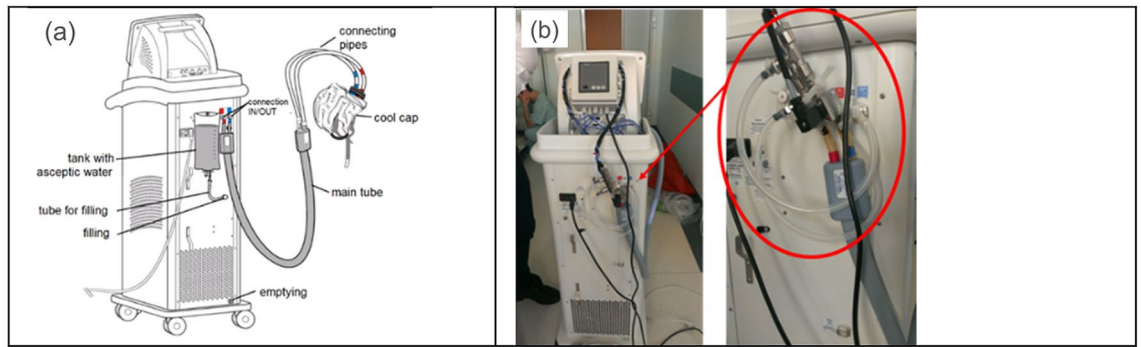 (a)
connecting
pipes
connection
IN/OUT
cool cap
tank with
asceptic water
main tube
tube for filling
filling
emptying
(b)